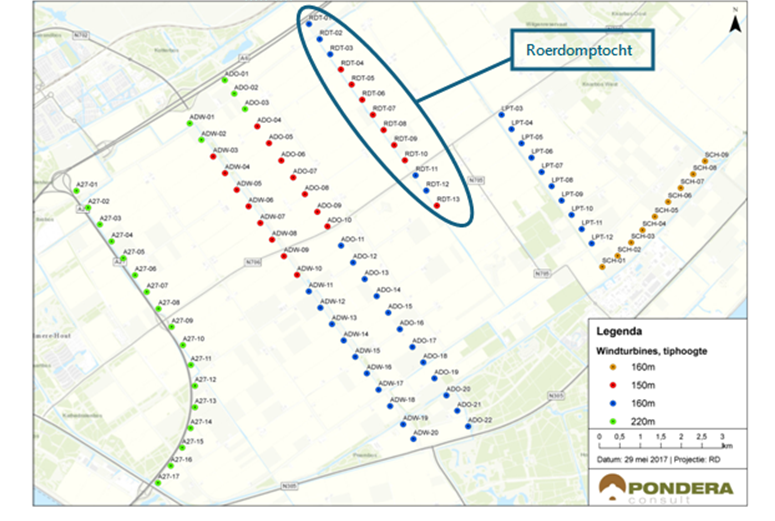 RDT-01
RDT-02
RDT-03
RDT-04
RDT-05
RDT-06
RDT-07
RDT-08
RDT-09
RDT-10
RDT-11
RDT-12
RDT-13
Roerdomptocht
N
ADO-01
ADO-02
ADO-03
ADO-04
ADO-05
ADO-06
ADO-07
ADO-08
ADO-09
ADO-10
ADO-11
ADO-12
ADO-13
ADO-14
ADO-15
ADO-16
ADO-17
ADO-18
ADO-19
ADO-20
ADO-21
ADO-22
ADW-01
ADW-02
ADW-03
ADW-04
ADW-05
ADW-06
ADW-07
ADW-08
ADW-09
ADW-10
ADW-11
ADW-12
ADW-13
ADW-14
ADW-15
ADW-16
ADW-17
ADW-18
ADW-19
ADW-20
A27-01
A27-02
A27-03
A27-04
A27-05
A27-06
A27-07
A27-08
A27-09
A27-10
A27-11
A27-12
A27-13
A27-14
A27-15
A27-16
A27-17
LPT-03
LPT-04
LPT-05
LPT-06
LPT-07
LPT-08
LPT-09
LPT-10
LPT-11
LPT-12
SCH-09
SCH-08
SCH-07
SCH-06
SCH-05
SCH-04
SCH-03
SCH-02
SCH-01
N706
N305
N305
Legenda
Windturbines, tiphoogte
160m
150m
160m
220m
0 0,5 1 1,5 2 2,5 3
km
Datum: 29 mei 2017 | Projectie: RD
PONDERA
consult